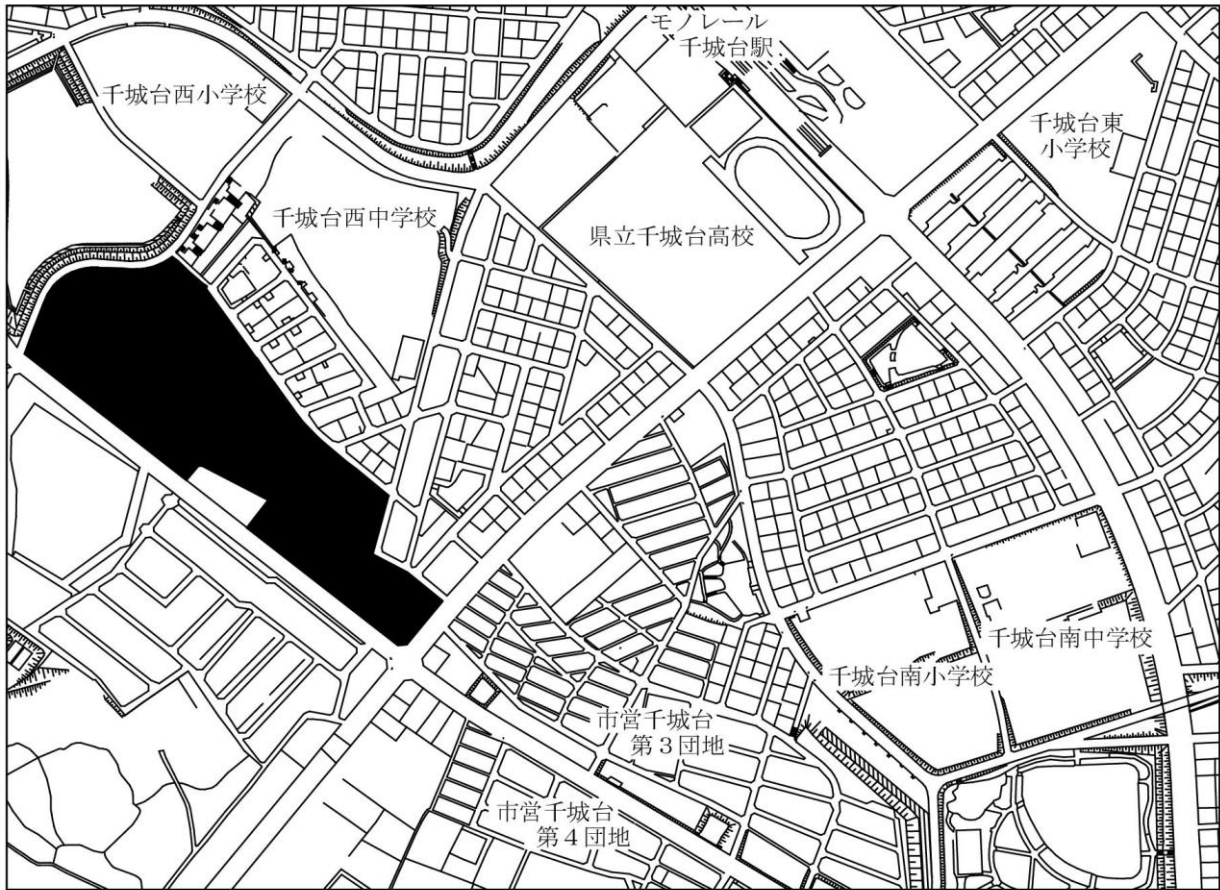 モノレール
千城台駅
千城台西小学校
千城台東
小学校
千城台西中学校
県立千城台高校
千城台南中学校
千城台南小学校
市営千城台
第3団地
市営千城台
第4団地